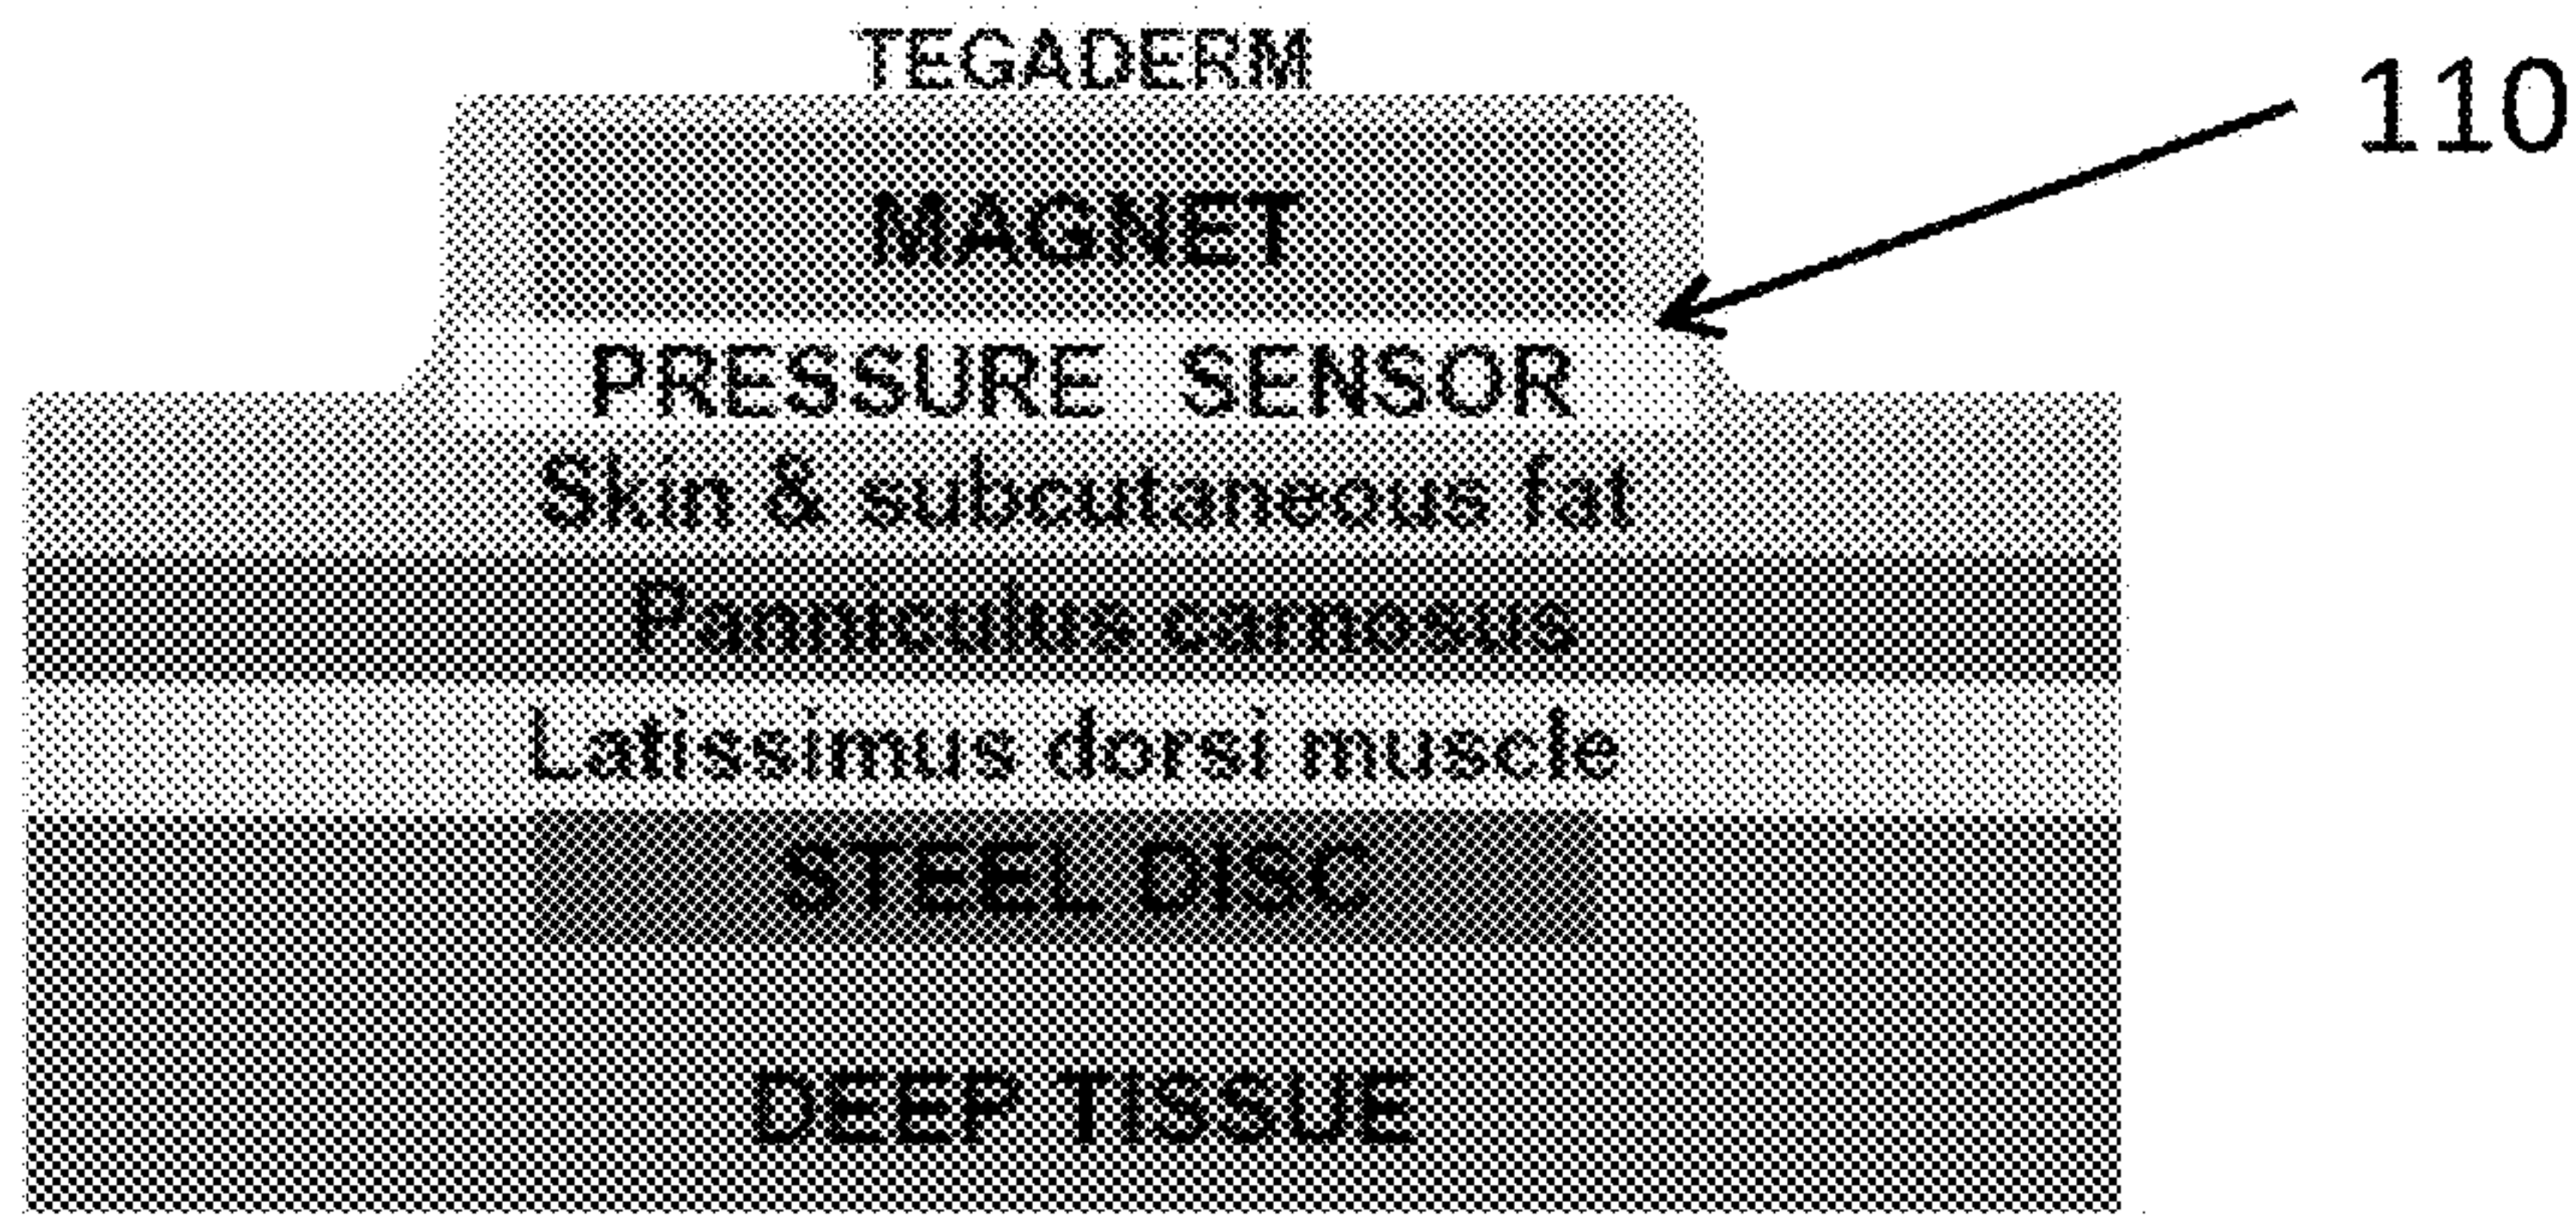 TEGADERM
110
MAGNET
PRESSURE SENSOR
Skin & subcutaneous fat
Panniculus carnosus
Latissimus dorsi muscle
STEEL DISC
DEEP TISSUE